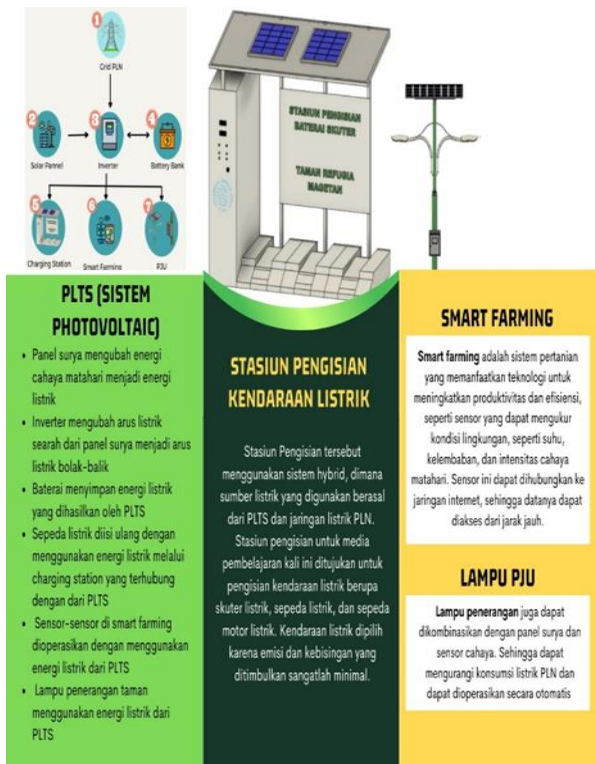 1
Grid PLN
2
3
4
Solar Pannel
Inverter
Battery Bank
5
6
7
Charging Station
Smart Farming
PJU
STASIUN PENGISIAN
BATERAI SKUTER
TAMAN REFUGIA
MAGETAN
PLTS (SISTEM
PHOTOVOLTAIC)
• Panel surya mengubah energi
cahaya matahari menjadi energi
listrik
• Inverter mengubah arus listrik
searah dari panel surya menjadi arus
listrik bolak-balik
• Baterai menyimpan energi listrik
yang dihasilkan oleh PLTS
• Sepeda listrik diisi ulang dengan
menggunakan energi listrik melalui
charging station yang terhubung
dengan dari PLTS
• Sensor-sensor di smart farming
dioperasikan dengan menggunakan
energi listrik dari PLTS
• Lampu penerangan taman
menggunakan energi listrik dari
PLTS
STASIUN PENGISIAN
KENDARAAN LISTRIK
Stasiun Pengisian tersebut
menggunakan sistem hybrid, dimana
sumber listrik yang digunakan berasal
dari PLTS dan jaringan listrik PLN.
Stasiun pengisian untuk media
pembelajaran kali ini ditujukan untuk
pengisian kendaraan listrik berupa
skuter listrik, sepeda listrik, dan sepeda
motor listrik. Kendaraan listrik dipilih
karena emisi dan kebisingan yang
ditimbulkan sangatlah minimal.
SMART FARMING
Smart farming adalah sistem pertanian
yang memanfaatkan teknologi untuk
meningkatkan produktivitas dan efisiensi,
seperti sensor yang dapat mengukur
kondisi lingkungan, seperti suhu,
kelembaban, dan intensitas cahaya
matahari. Sensor ini dapat dihubungkan ke
jaringan internet, sehingga datanya dapat
diakses dari jarak jauh.
LAMPU PJU
Lampu penerangan juga dapat
dikombinasikan dengan panel surya dan
sensor cahaya. Sehingga dapat
mengurangi konsumsi listrik PLN dan
dapat dioperasikan secara otomatis